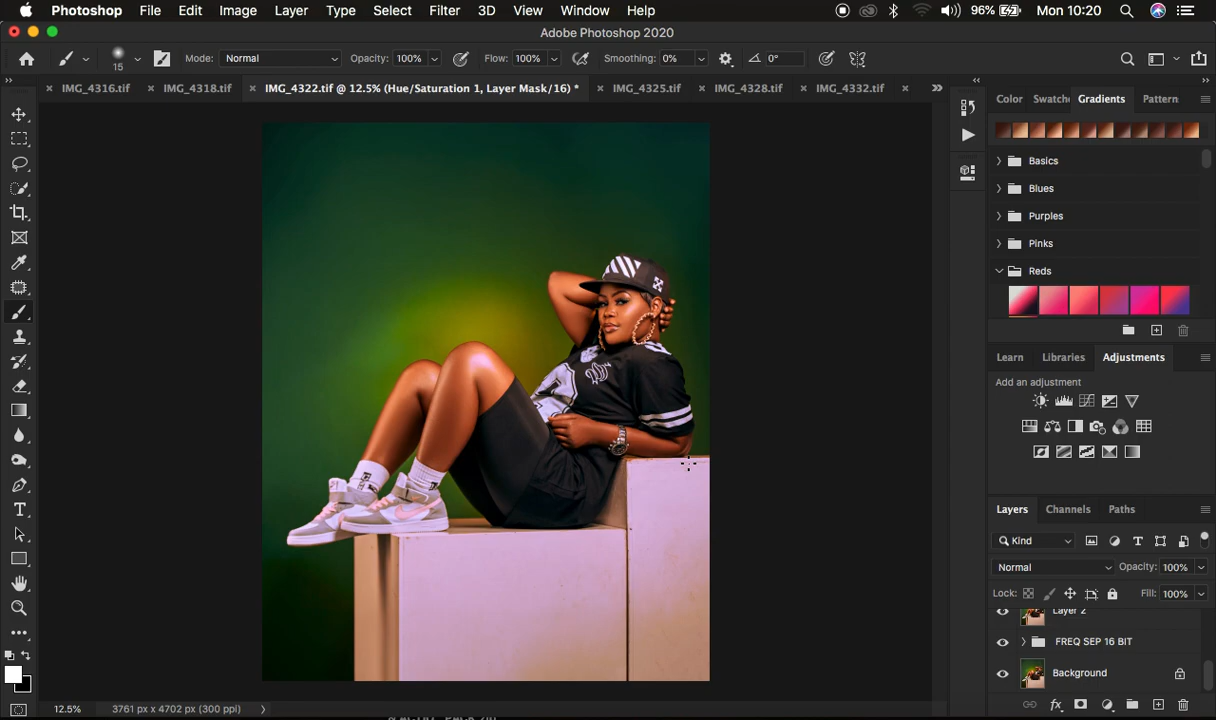 Photoshop File Edit Image Layer Type Select Filter 3D View Window Help 96% Mon 10:20
Adobe Photoshop 2020
15 Mode: Normal Opacity: 100% Flow: 100% Smoothing: 0% 0°
IMG_4316.tif IMG_4318.tif IMG_4322.tif @ 12.5% (Hue/Saturation 1, Layer Mask/16) * IMG_4325.tif IMG_4328.tif IMG_4332.tif
Color Swatche Gradients Pattern
Basics
Blues
Purples
Pinks
Reds
Learn Libraries Adjustments
Add an adjustment
Layers Channels Paths
Kind
Normal Opacity: 100%
Lock: Fill: 100%
Layer 2
FREQ SEP 16 BIT
Background
12.5% 3761 px x 4702 px (300 ppi)